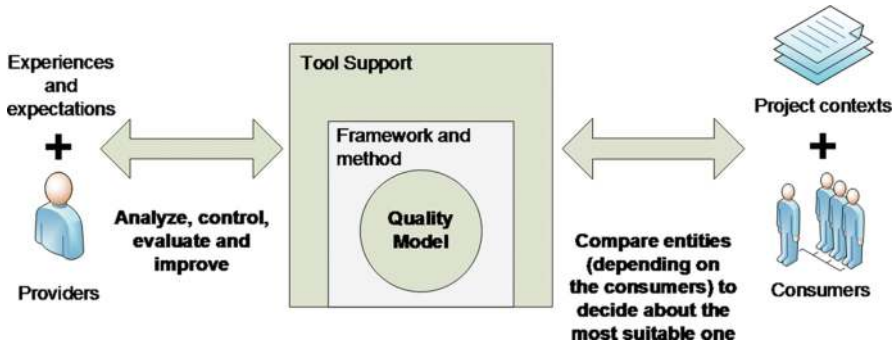 Experiences
and
expectations
+
Providers
Analyze, control,
evaluate and
improve
Tool Support
Framework and
method
Quality
Model
Compare entities
(depending on
the consumers) to
decide about the
most suitable one
Project contexts
+
Consumers